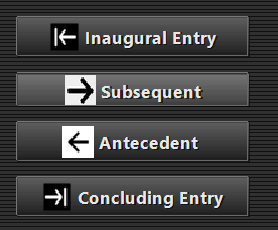 Inaugural Entry
Subsequent
Antecedent
Concluding Entry